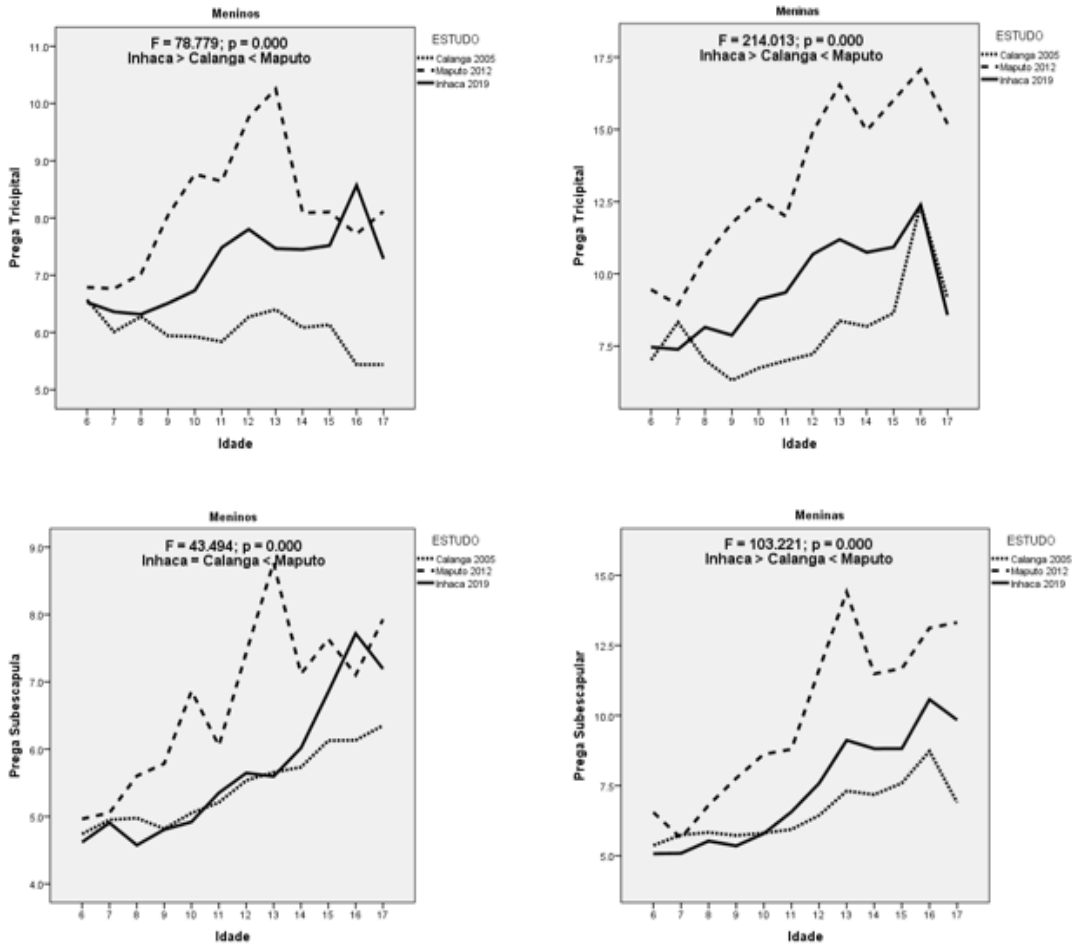 Meninos
F = 78.779; p = 0.000
Inhaca > Calanga < Maputo
ESTUDO
Calanga 2005
Maputo 2012
Inhaca 2019
Prega Tricipital
11.0
10.0
9.0
8.0
7.0
6.0
5.0
6 7 8 9 10 11 12 13 14 15 16 17
Idade
Meninas
F = 214.013; p = 0.000
Inhaca > Calanga < Maputo
ESTUDO
Calanga 2005
Maputo 2012
Inhaca 2019
Prega Tricipital
17.5
15.0
12.5
10.0
7.5
6 7 8 9 10 11 12 13 14 15 16 17
Idade
Meninos
F = 43.494; p = 0.000
Inhaca = Calanga < Maputo
ESTUDO
Calanga 2005
Maputo 2012
Inhaca 2019
Prega Subescapula
9.0
8.0
7.0
6.0
5.0
4.0
6 7 8 9 10 11 12 13 14 15 16 17
Idade
Meninas
F = 103.221; p = 0.000
Inhaca > Calanga < Maputo
ESTUDO
Calanga 2005
Maputo 2012
Inhaca 2019
Prega Subescapular
15.0
12.5
10.0
7.5
5.0
6 7 8 9 10 11 12 13 14 15 16 17
Idade